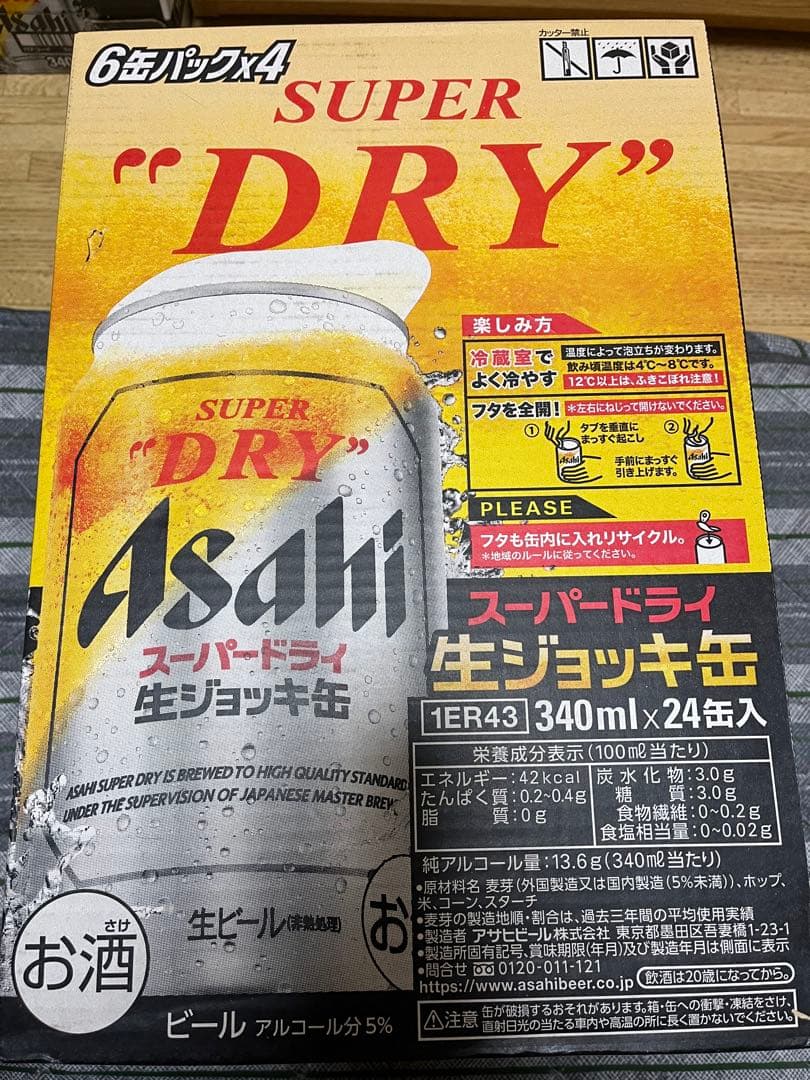 6缶パック×4
カッター禁止
SUPER
“DRY”
楽しみ方
冷蔵室で
よく冷やす
温度によって泡立ちが変わります。
飲み頃温度は4℃〜8℃です。
12℃以上は、ふきこぼれ注意!
フタを全開!
*左右にねじって開けないでください。
①
タブを垂直に
まっすぐ起こし
②
手前にまっすぐ
引き上げます。
Asahi
Asahi
PLEASE
フタも缶内に入れリサイクル。
*地域のルールに従ってください。
SUPER
“DRY”
Asahi
スーパードライ
生ジョッキ缶
ASAHI SUPER DRY IS BREWED TO HIGH QUALITY STANDARD
UNDER THE SUPERVISION OF JAPANESE MASTER BREW
生ビール(非熱処理)
お
さけ
お酒
ビール アルコール分5%
スーパードライ
生ジョッキ缶
1ER43 340ml×24缶入
栄養成分表示(100㎖当たり)
エネルギー:42kcal
たんぱく質:0.2~0.4g
脂質:0g
炭水化物:3.0g
糖質:3.0g
食物繊維:0~0.2g
食塩相当量:0~0.02g
純アルコール量:13.6g(340㎖当たり)
•原材料名 麦芽(外国製造又は国内製造(5%未満))、ホップ、
米、コーン、スターチ
•麦芽の製造地順・割合は、過去三年間の平均使用実績
•製造者 アサヒビール株式会社 東京都墨田区吾妻橋1-23-1
•製造所固有記号、賞味期限(年月)及び製造年月は側面に表示
•問合せ 0120-011-121
https://www.asahibeer.co.jp 飲酒は20歳になってから。
⚠注意 缶が破損するおそれがあります。箱・缶への衝撃・凍結をさけ、
直射日光の当たる車内や高温の所に長く置かないでください。